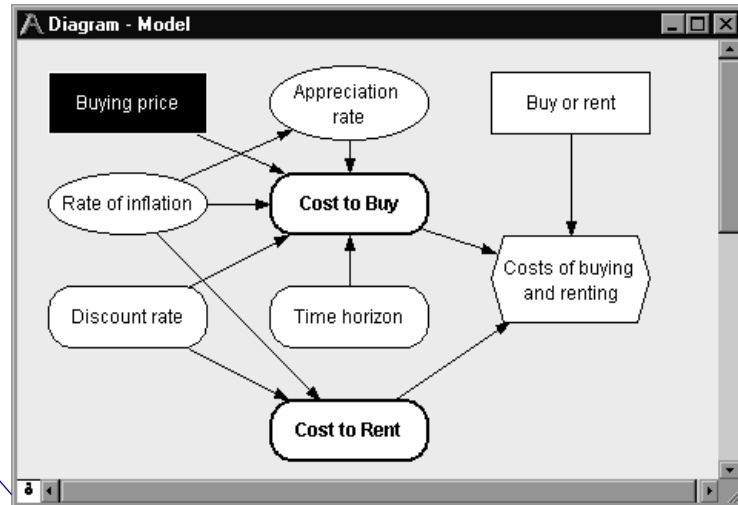 Diagram - Model
Buying price
Appreciation
rate
Buy or rent
Rate of inflation
Cost to Buy
Costs of buying
and renting
Discount rate
Time horizon
Cost to Rent